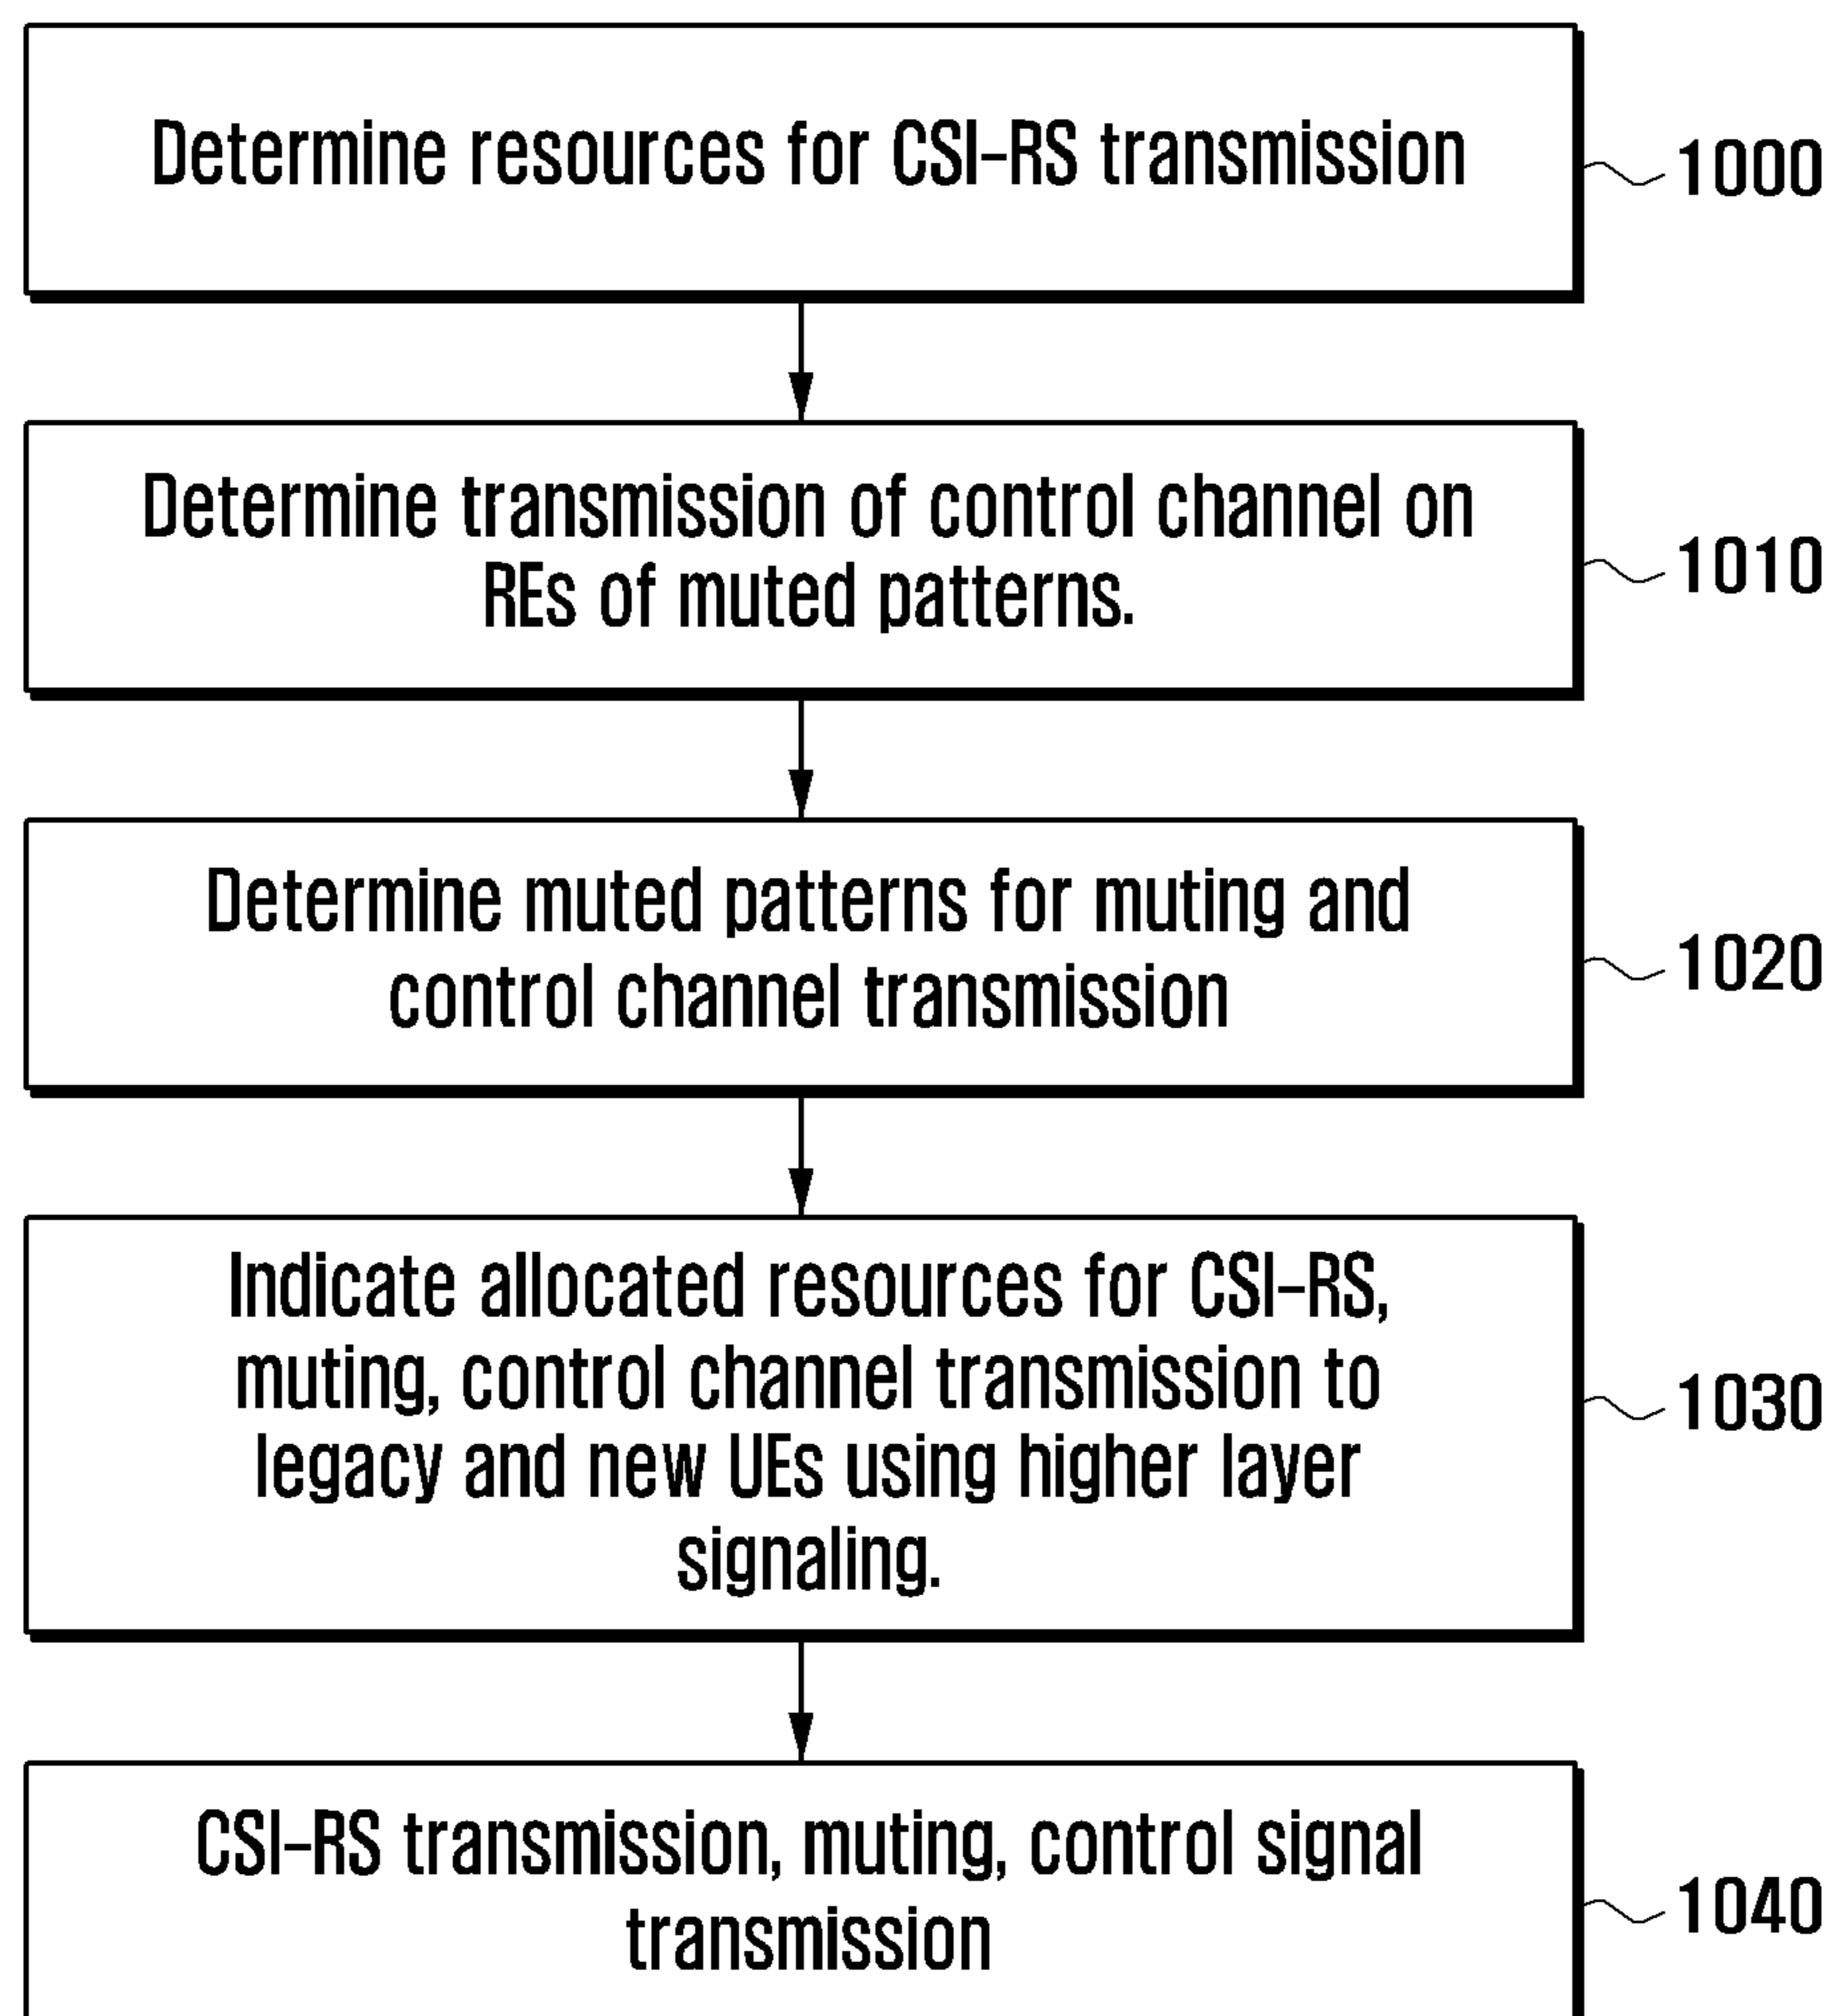 Determine resources for CSI-RS transmission
1000
Determine transmission of control channel on
REs of muted patterns.
1010
Determine muted patterns for muting and
control channel transmission
1020
Indicate allocated resources for CSI-RS,
muting, control channel transmission to
legacy and new UEs using higher layer
signaling.
1030
CSI-RS transmission, muting, control signal
transmission
1040